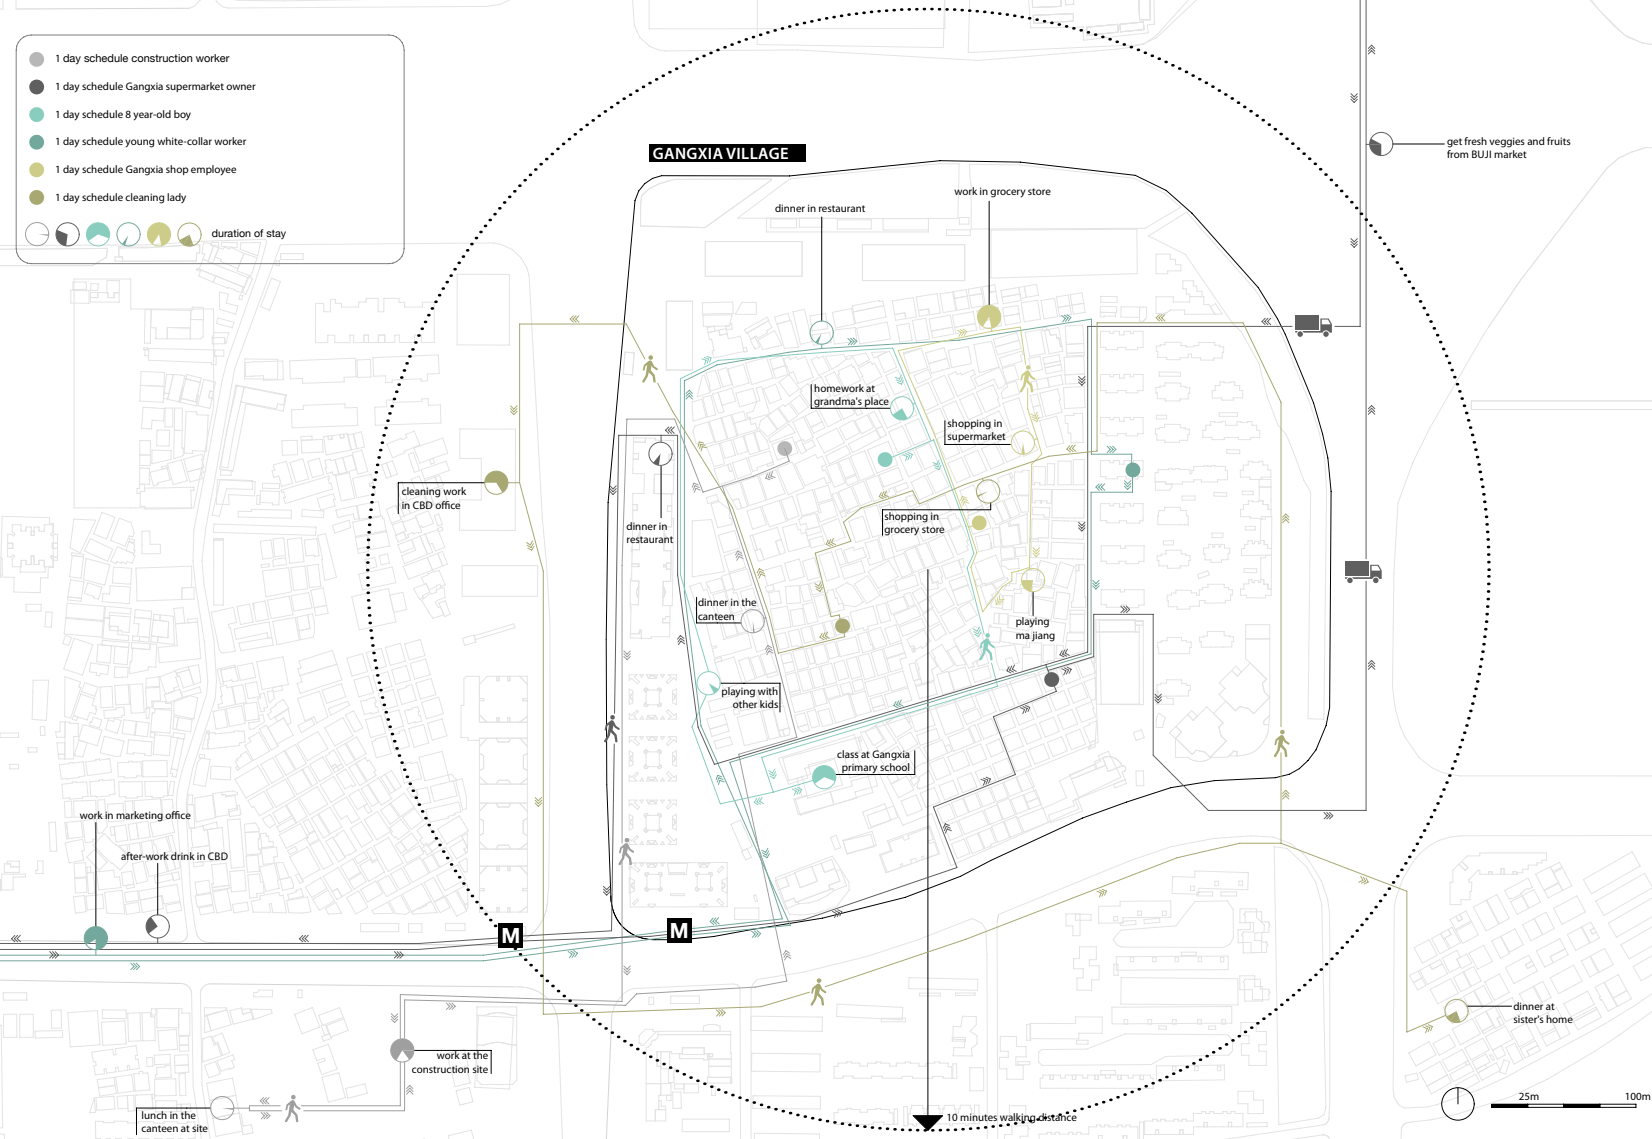 1 day schedule construction worker
1 day schedule Gangxia supermarket owner
1 day schedule 8 year-old boy
1 day schedule young white-collar worker
1 day schedule Gangxia shop employee
1 day schedule cleaning lady
duration of stay
GANGXIA VILLAGE
get fresh veggies and fruits
from BUJI market
work in grocery store
dinner in restaurant
homework at
grandma's place
shopping in
supermarket
cleaning work
in CBD office
dinner in
restaurant
shopping in
grocery store
dinner in the
canteen
playing
ma jiang
playing with
other kids
class at Gangxia
primary school
work in marketing office
after-work drink in CBD
M
M
dinner at
sister's home
work at the
construction site
lunch in the
canteen at site
10 minutes walking distance
25m
100m